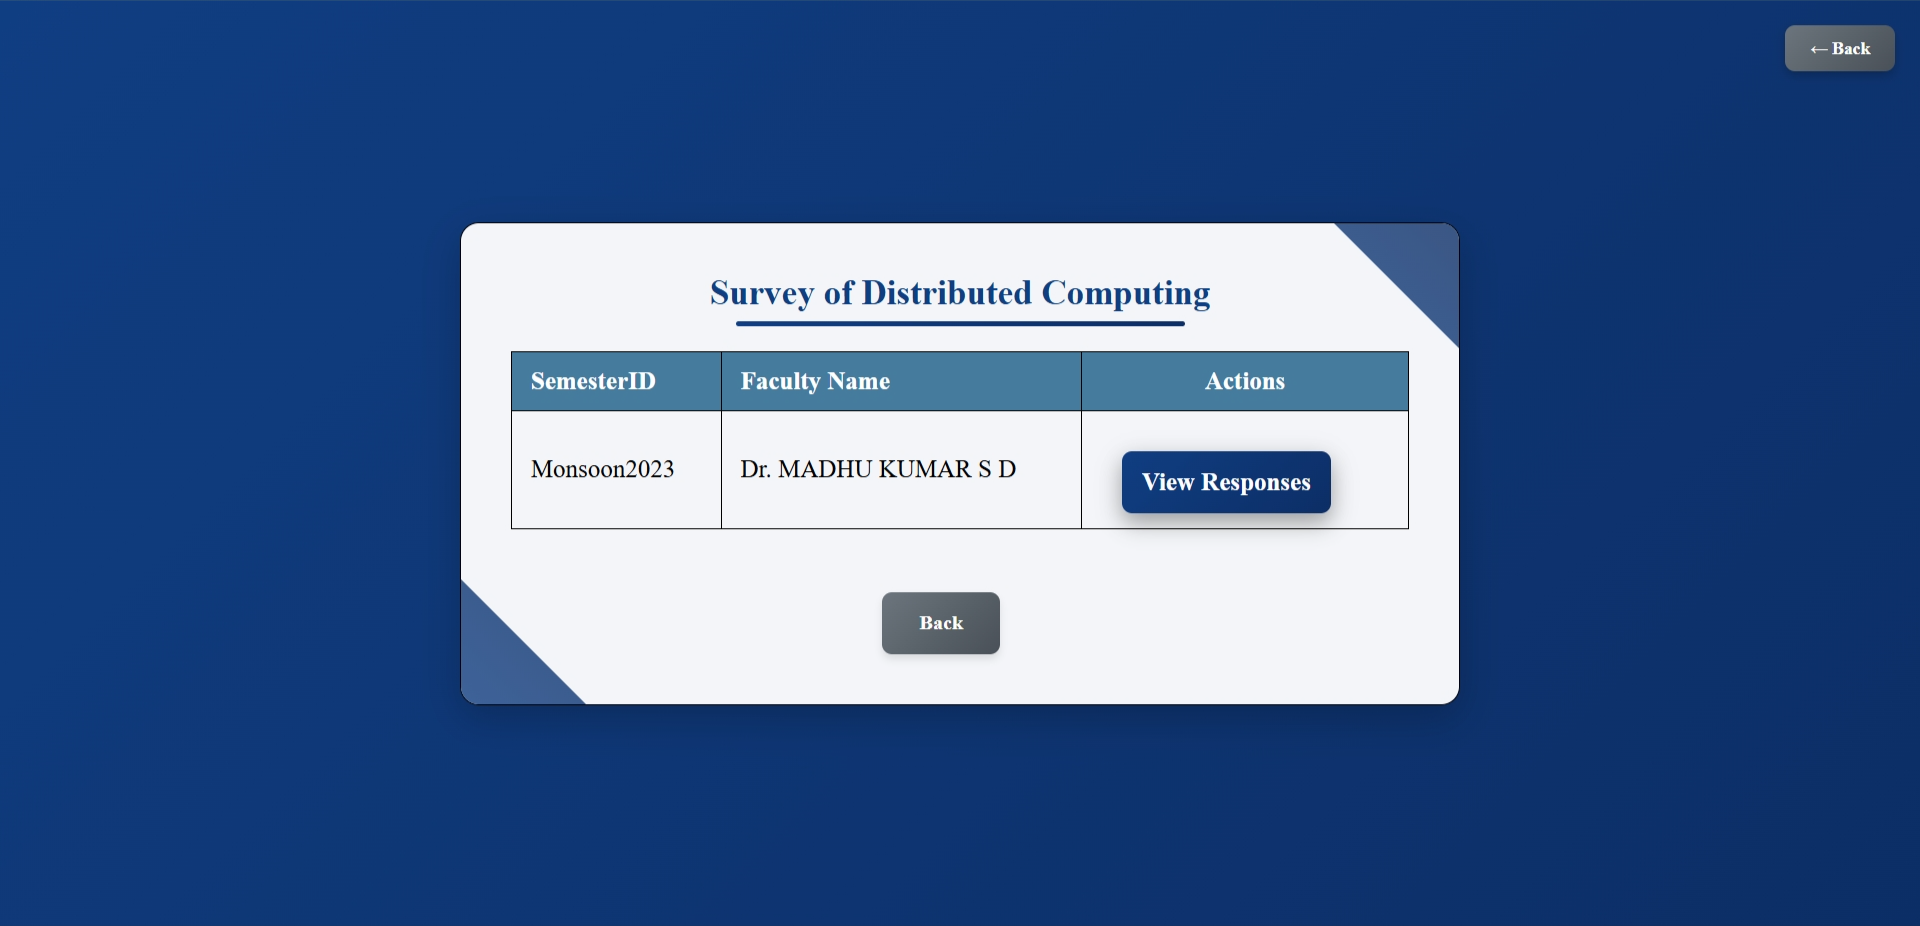 ← Back
Survey of Distributed Computing
SemesterID Faculty Name Actions
Monsoon2023 Dr. MADHU KUMAR S D View Responses
Back